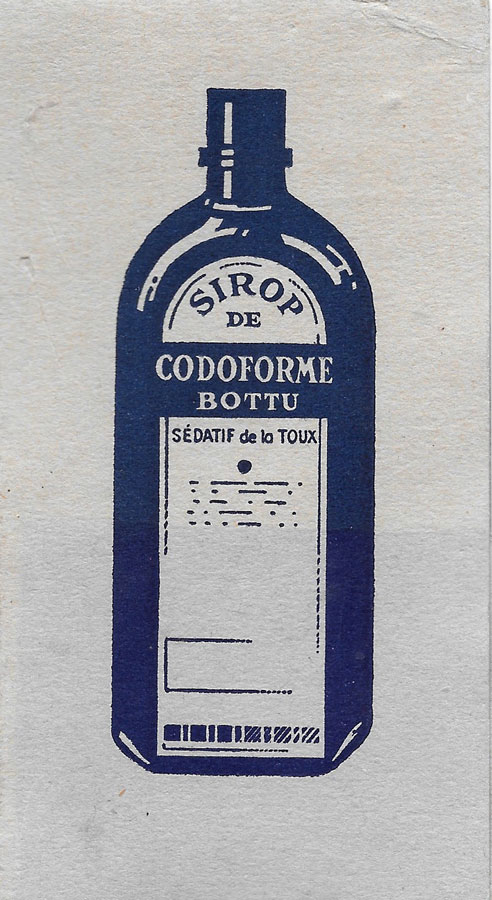 SIROP
DE
CODOFORME
BOTTU
SÉDATIF de la TOUX